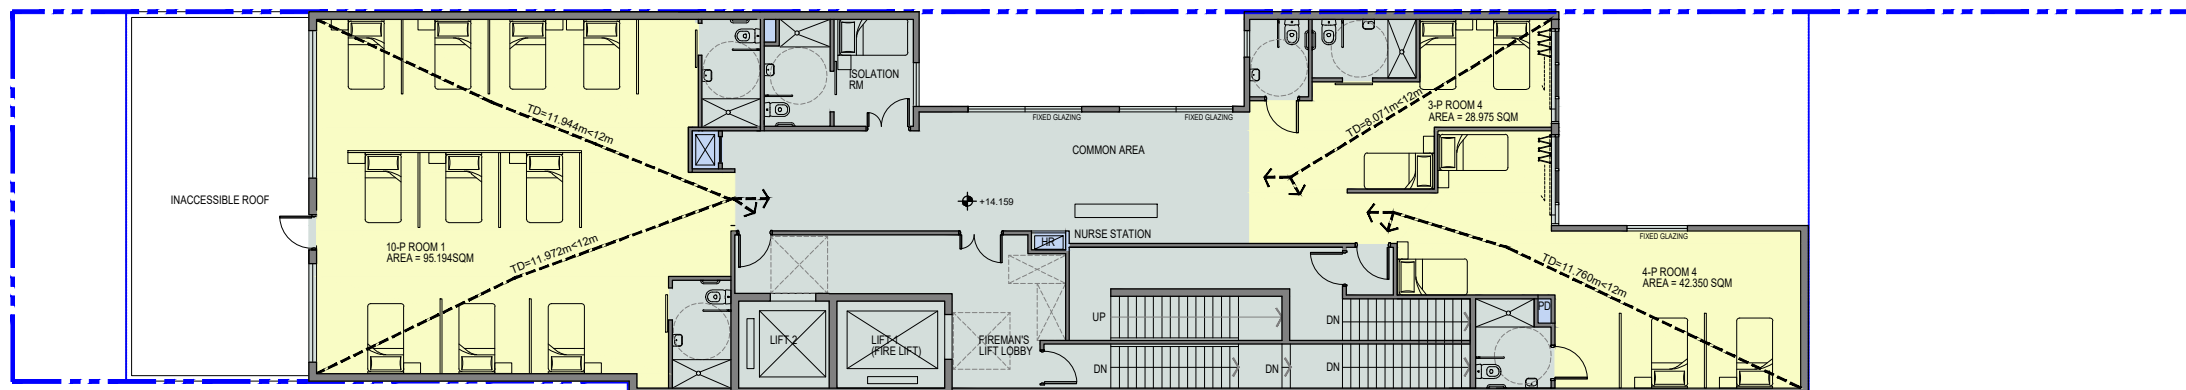 INACCESSIBLE ROOF
TD=11.944m<12m
10-P ROOM 1
AREA = 95.194SQM
TD=11.972m<12m
ISOLATION
RM
FIXED GLAZING
FIXED GLAZING
COMMON AREA
+14.159
NURSE STATION
HR
LIFT 2
LIFT 1
(FIRE LIFT)
FIREMAN'S
LIFT LOBBY
UP
DN
DN
DN
DN
DN
TD=8.071m<12m
3-P ROOM 4
AREA = 28.975 SQM
FIXED GLAZING
TD=11.760m<12m
4-P ROOM 4
AREA = 42.350 SQM
PD